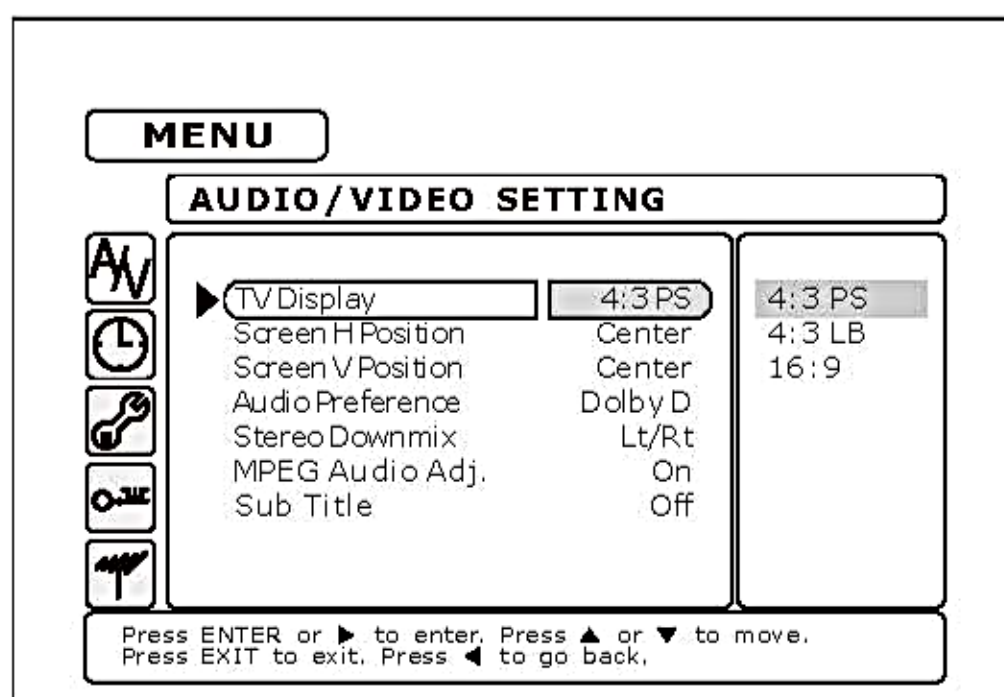 MENU
AUDIO/VIDEO SETTING
A/V
TV Display 4:3 PS
Screen H Position Center
Screen V Position Center
Audio Preference Dolby D
Stereo Downmix Lt/Rt
MPEG Audio Adj. On
Sub Title Off
4:3 PS
4:3 LB
16:9
Press ENTER or ▶ to enter. Press ▲ or ▼ to move.
Press EXIT to exit. Press ◀ to go back.